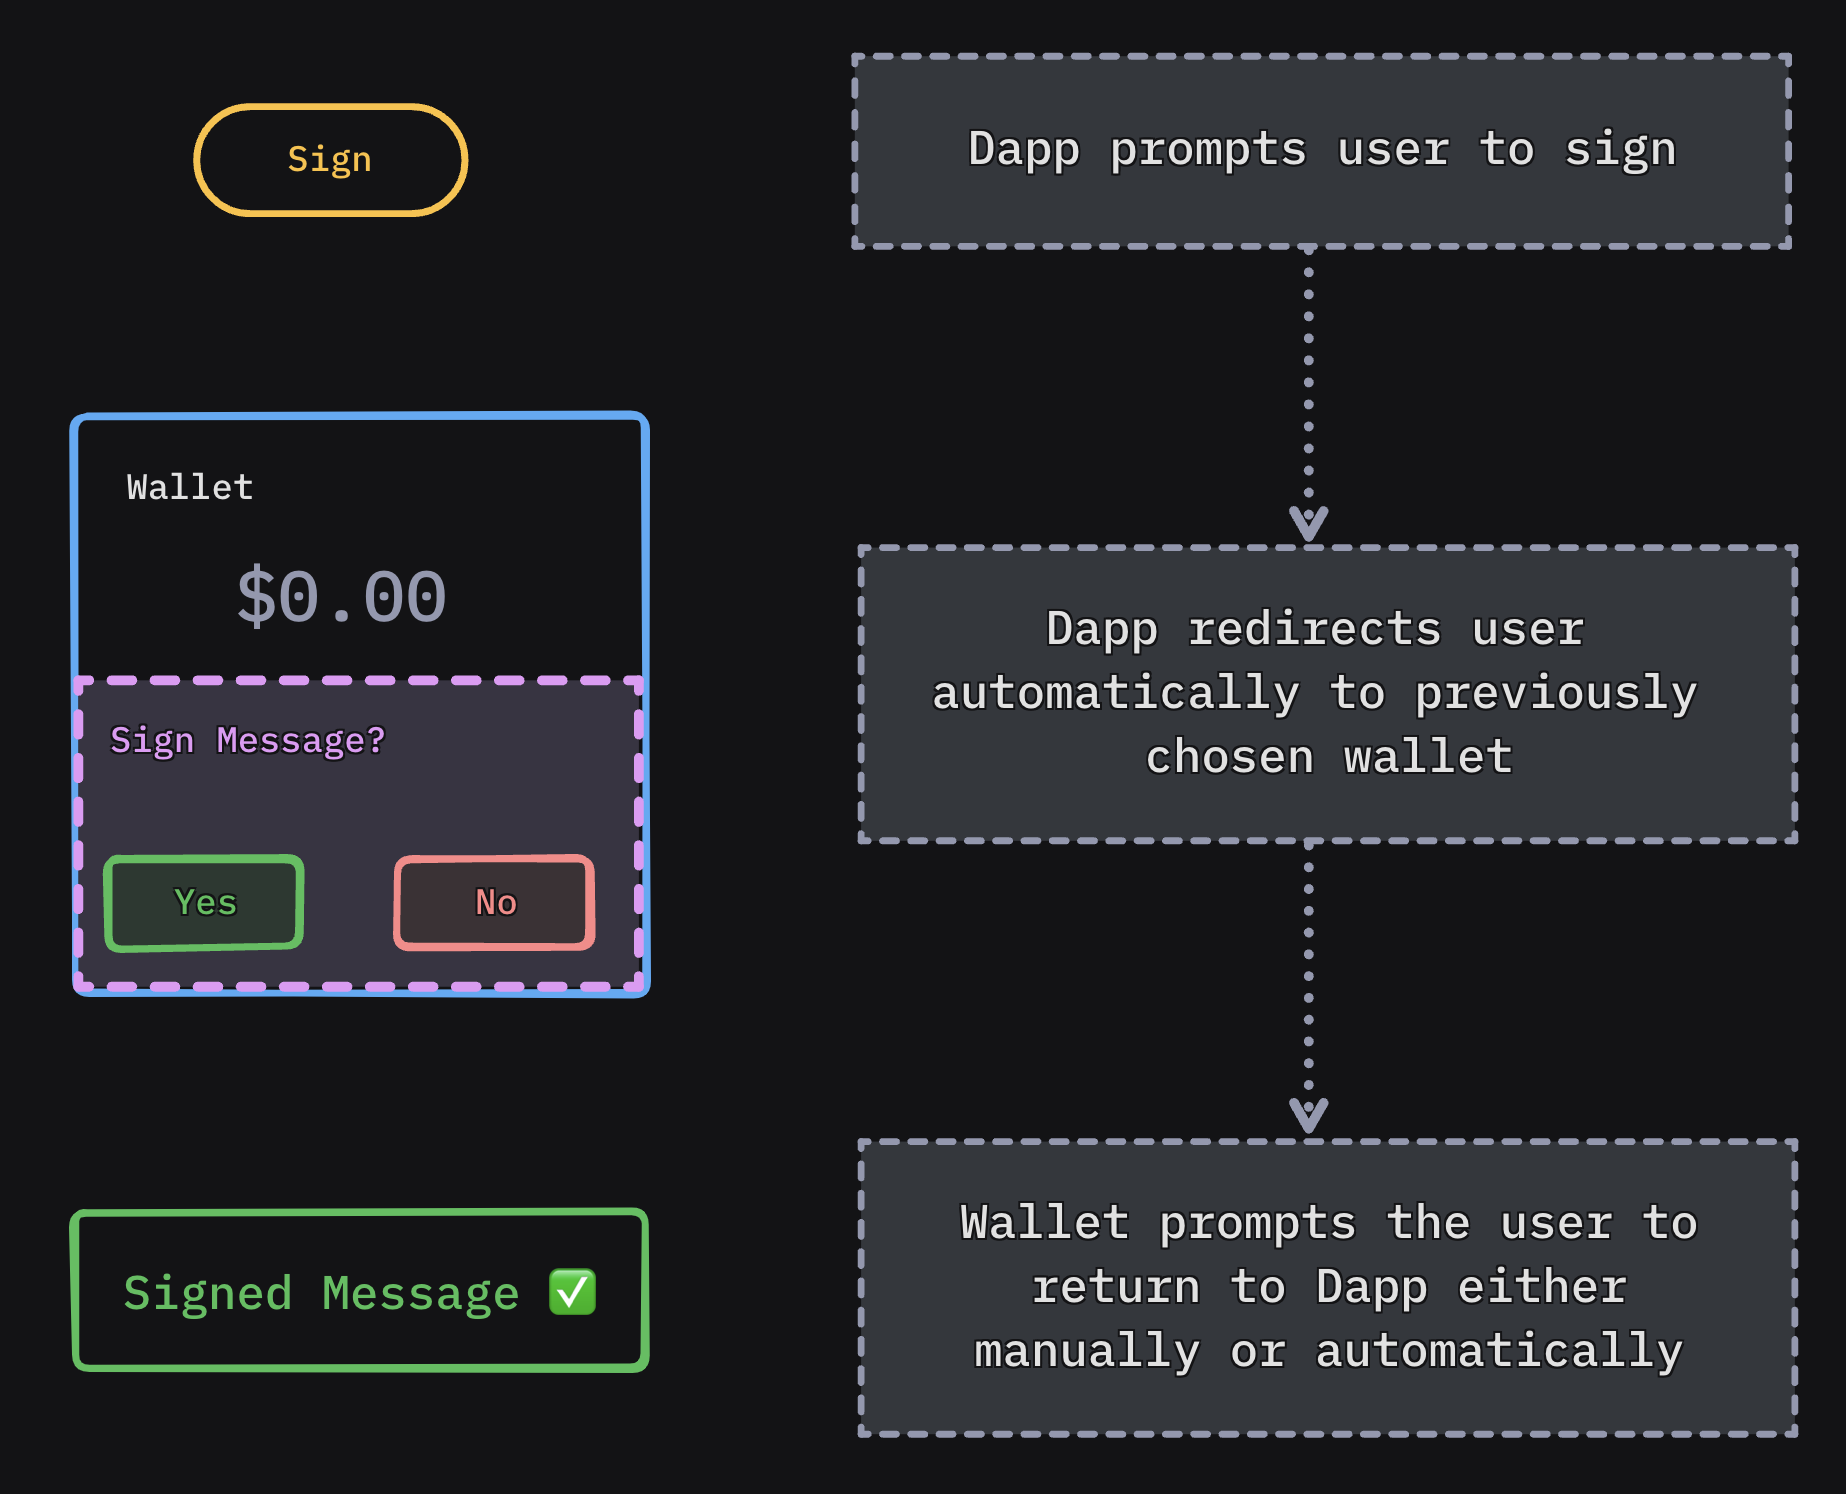 Sign
Dapp prompts user to sign
Wallet
$0.00
Sign Message?
Yes
No
Dapp redirects user
automatically to previously
chosen wallet
Signed Message ✅
Wallet prompts the user to
return to Dapp either
manually or automatically